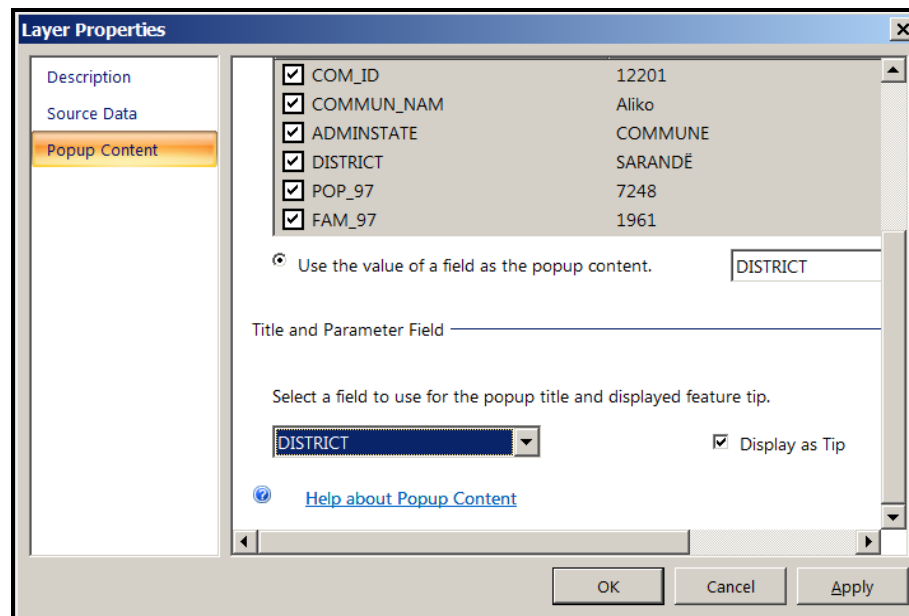 Layer Properties
Description
Source Data
Popup Content
COM_ID 12201
COMMUN_NAM Aliko
ADMINSTATE COMMUNE
DISTRICT SARANDË
POP_97 7248
FAM_97 1961
Use the value of a field as the popup content. DISTRICT
Title and Parameter Field
Select a field to use for the popup title and displayed feature tip.
DISTRICT Display as Tip
Help about Popup Content
OK Cancel Apply